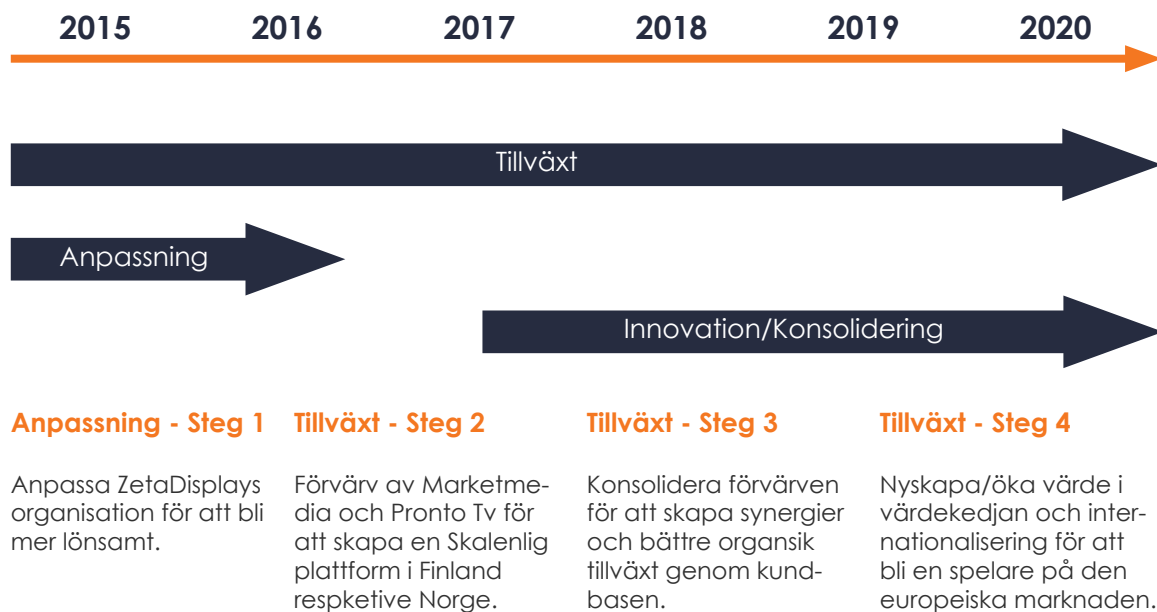 2015 2016 2017 2018 2019 2020
Tillväxt
Anpassning
Innovation/Konsolidering
Anpassning - Steg 1
Anpassa ZetaDisplays
organisation för att bli
mer lönsamt.
Tillväxt - Steg 2
Förvärv av Marketme-
dia och Pronto Tv för
att skapa en Skalenlig
plattform i Finland
respketive Norge.
Tillväxt - Steg 3
Konsolidera förvärven
för att skapa synergier
och bättre organsik
tillväxt genom kund-
basen.
Tillväxt - Steg 4
Nyskapa/öka värde i
värdekedjan och inter-
nationalisering för att
bli en spelare på den
europeiska marknaden.